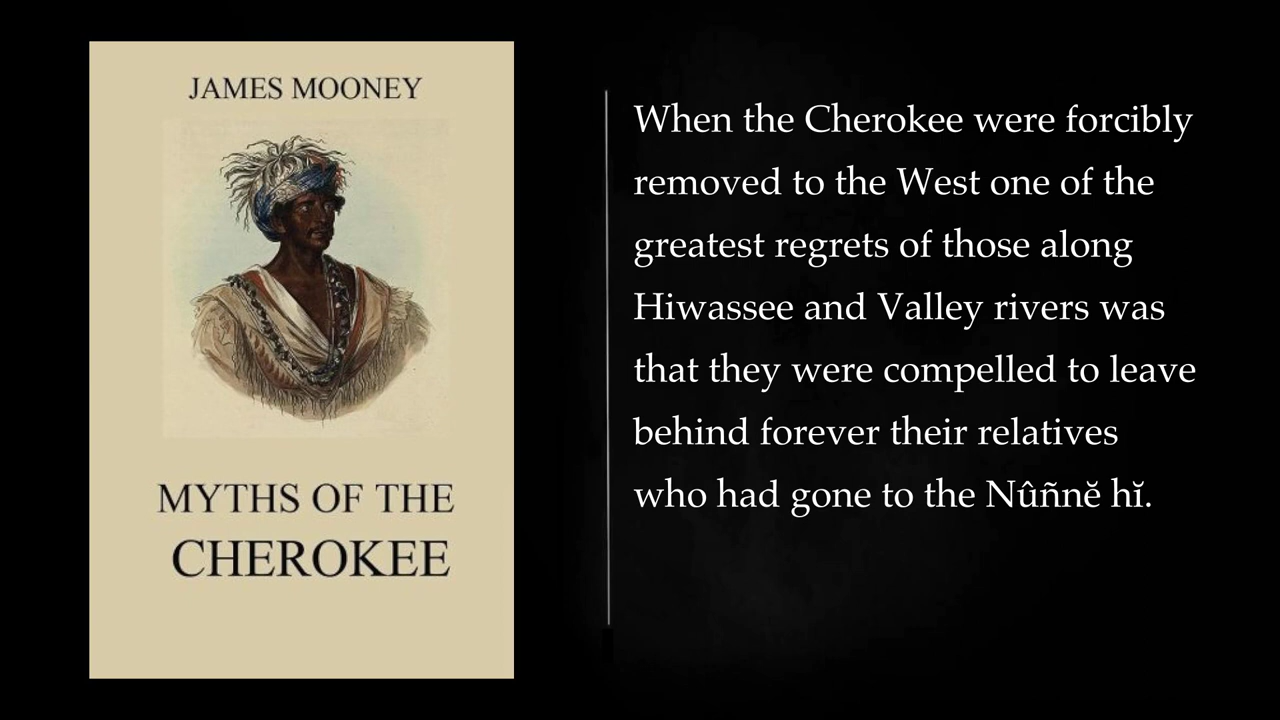 JAMES MOONEY
MYTHS OF THE
CHEROKEE
When the Cherokee were forcibly
removed to the West one of the
greatest regrets of those along
Hiwassee and Valley rivers was
that they were compelled to leave
behind forever their relatives
who had gone to the Nûñnĕ hĭ.